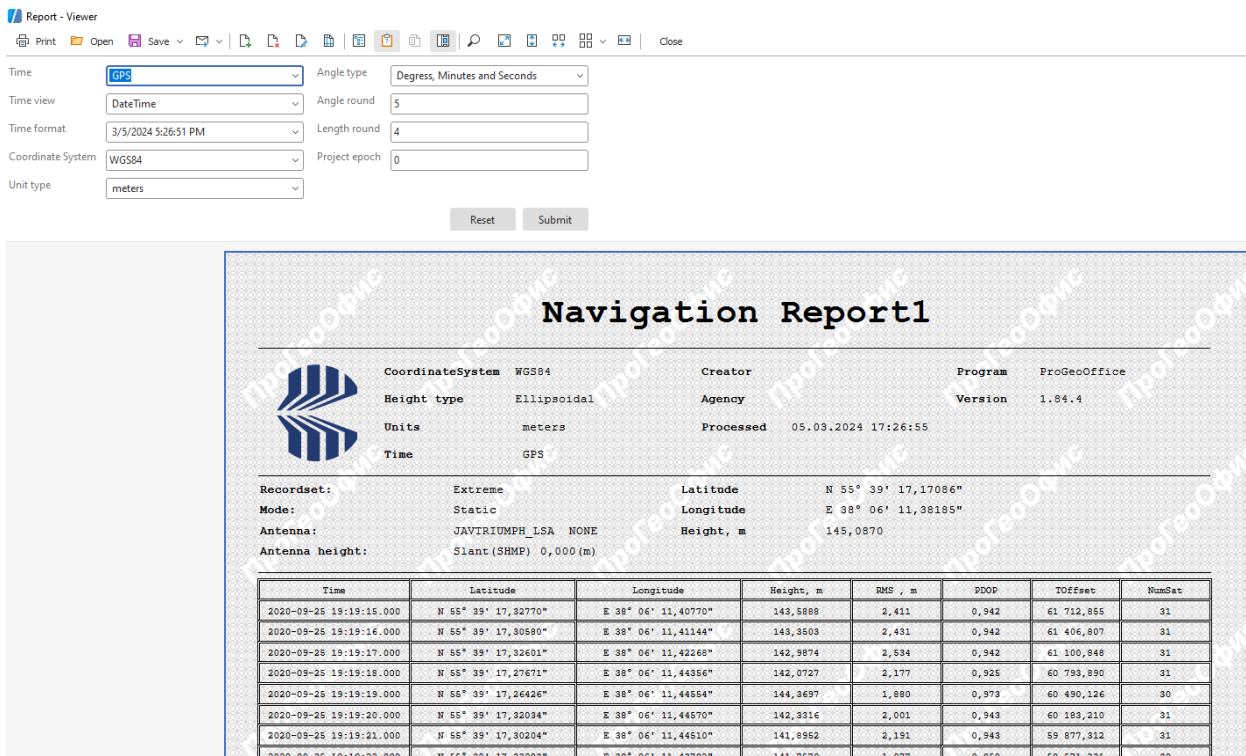 Report - Viewer
Print Open Save Close
Time GPS Angle type Degress, Minutes and Seconds
Time view DateTime Angle round 5
Time format 3/5/2024 5:26:51 PM Length round 4
Coordinate System WGS84 Project epoch 0
Unit type meters
Reset Submit
Navigation Report1
CoordinateSystem WGS84 Creator Program ProGeoOffice
Height type Ellipsoidal Agency Version 1.84.4
Units meters Processed 05.03.2024 17:26:55
Time GPS
Recordset: Extreme Latitude N 55° 39' 17,17086"
Mode: Static Longitude E 38° 06' 11,38185"
Antenna: JAVTRIUMPH_LSA NONE Height, m 145,0870
Antenna height: Slant(SHMP) 0,000(m)
Time Latitude Longitude Height, m RMS , m PDOP TOffset NumSat
2020-09-25 19:19:15.000 N 55° 39' 17,32770" E 38° 06' 11,40770" 143,5888 2,411 0,942 61 712,855 31
2020-09-25 19:19:16.000 N 55° 39' 17,30580" E 38° 06' 11,41144" 143,3503 2,431 0,942 61 406,807 31
2020-09-25 19:19:17.000 N 55° 39' 17,32601" E 38° 06' 11,42268" 142,9874 2,534 0,942 61 100,848 31
2020-09-25 19:19:18.000 N 55° 39' 17,27671" E 38° 06' 11,44356" 142,0727 2,177 0,925 60 793,890 31
2020-09-25 19:19:19.000 N 55° 39' 17,26426" E 38° 06' 11,44554" 144,3697 1,880 0,973 60 490,126 30
2020-09-25 19:19:20.000 N 55° 39' 17,32034" E 38° 06' 11,44570" 142,3316 2,001 0,943 60 183,210 31
2020-09-25 19:19:21.000 N 55° 39' 17,30204" E 38° 06' 11,44510" 141,8952 2,191 0,943 59 877,312 31
ПроГеоОфис